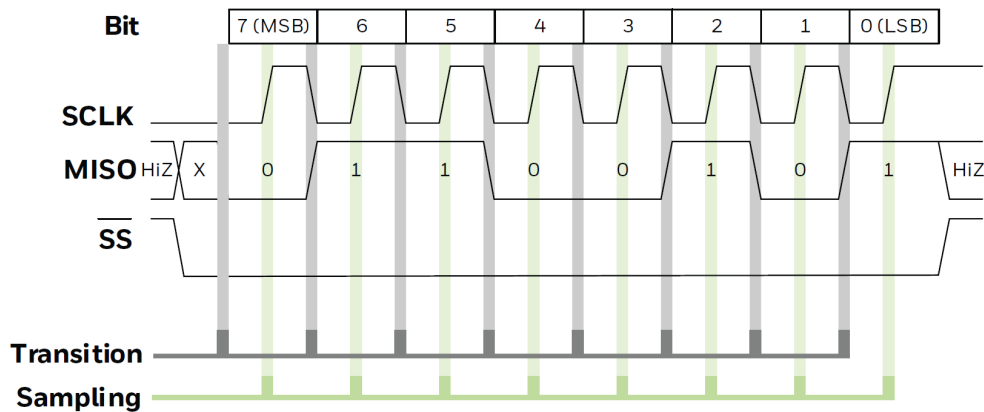 Bit 7 (MSB) 6 5 4 3 2 1 0 (LSB)
SCLK
MISO HiZ X 0 1 1 0 0 1 0 1 HiZ
SS
Transition
Sampling